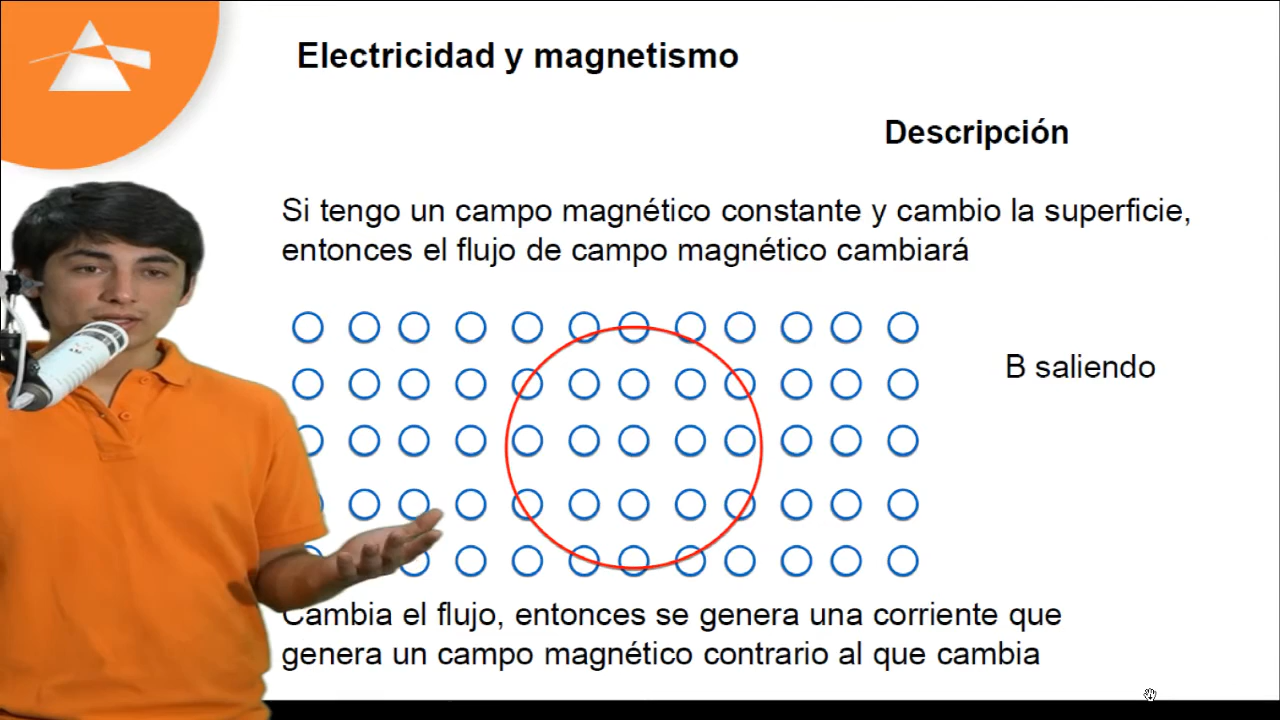 Electricidad y magnetismo
Descripción
Si tengo un campo magnético constante y cambio la superficie,
entonces el flujo de campo magnético cambiará
B saliendo
Cambia el flujo, entonces se genera una corriente que
genera un campo magnético contrario al que cambia